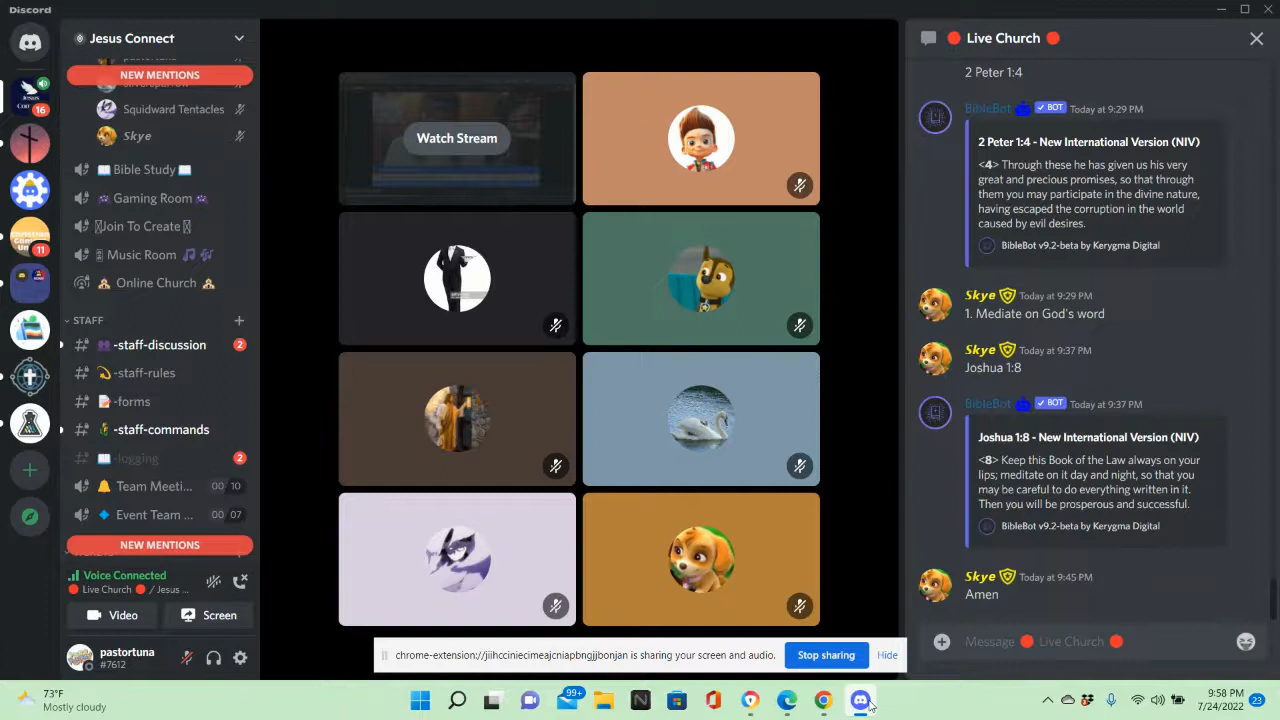 Discord
Jesus Connect
NEW MENTIONS
Squidward Tentacles
Skye
Bible Study
Gaming Room
Join To Create
Music Room
Online Church
STAFF
-staff-discussion
2
-staff-rules
-forms
-staff-commands
-logging
2
Team Meeti...
00 10
Event Team ...
00 07
NEW MENTIONS
Voice Connected
Live Church / Jesus ...
Video
Screen
pastortuna
#7612
16
11
Watch Stream
chrome-extension://jiihcciniecimeajcniapbngjjbonjan is sharing your screen and audio.
Stop sharing
Hide
Live Church
2 Peter 1:4
BibleBot
BOT
Today at 9:29 PM
2 Peter 1:4 - New International Version (NIV)
<4> Through these he has given us his very
great and precious promises, so that through
them you may participate in the divine nature,
having escaped the corruption in the world
caused by evil desires.
BibleBot v9.2-beta by Kerygma Digital
Skye
Today at 9:29 PM
1. Mediate on God's word
Skye
Today at 9:37 PM
Joshua 1:8
BibleBot
BOT
Today at 9:37 PM
Joshua 1:8 - New International Version (NIV)
<8> Keep this Book of the Law always on your
lips; meditate on it day and night, so that you
may be careful to do everything written in it.
Then you will be prosperous and successful.
BibleBot v9.2-beta by Kerygma Digital
Skye
Today at 9:45 PM
Amen
Message Live Church
73°F
Mostly cloudy
99+
9:58 PM
7/24/2022
23